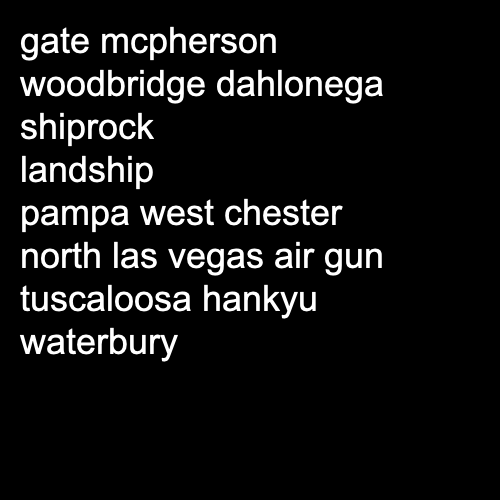 gate mcpherson
woodbridge dahlonega
shiprock
landship
pampa west chester
north las vegas air gun
tuscaloosa hankyu
waterbury